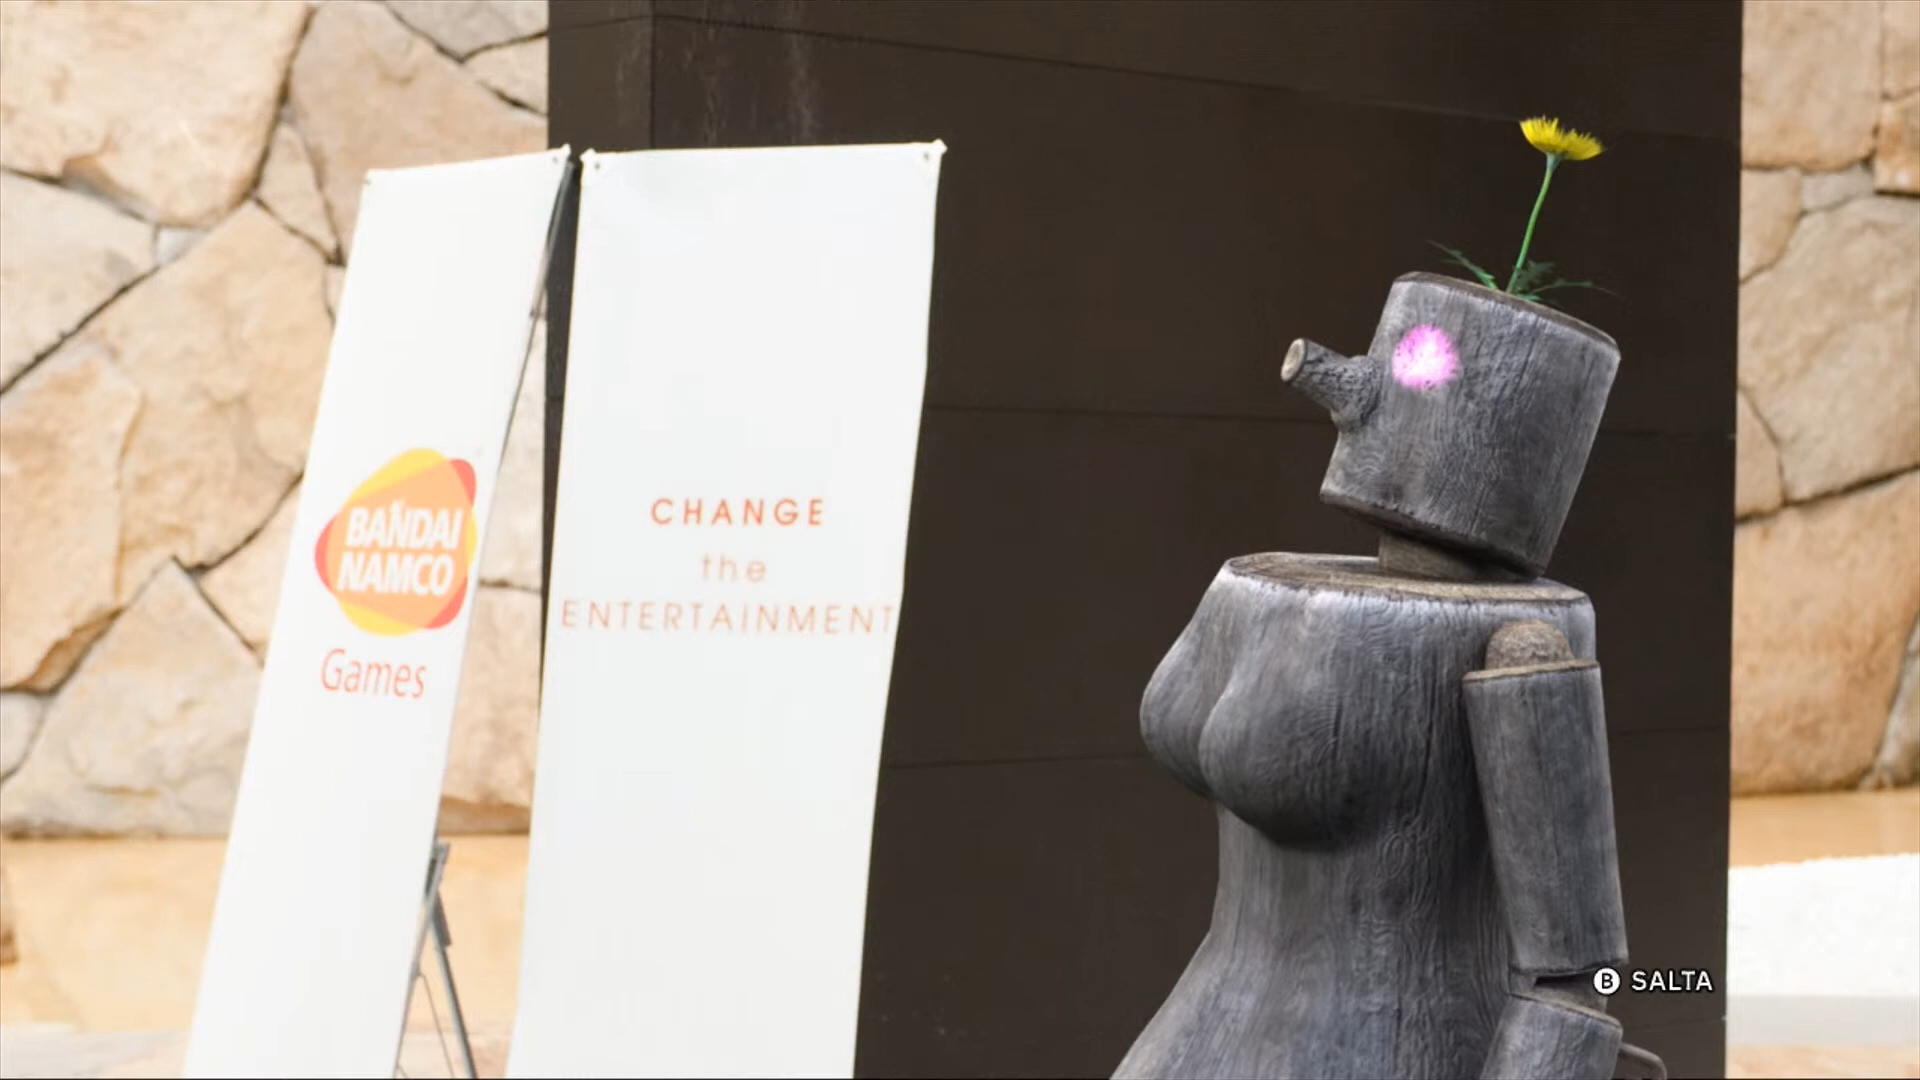 BANDAI
NAMCO
Games
CHANGE
the
ENTERTAINMENT
B SALTA